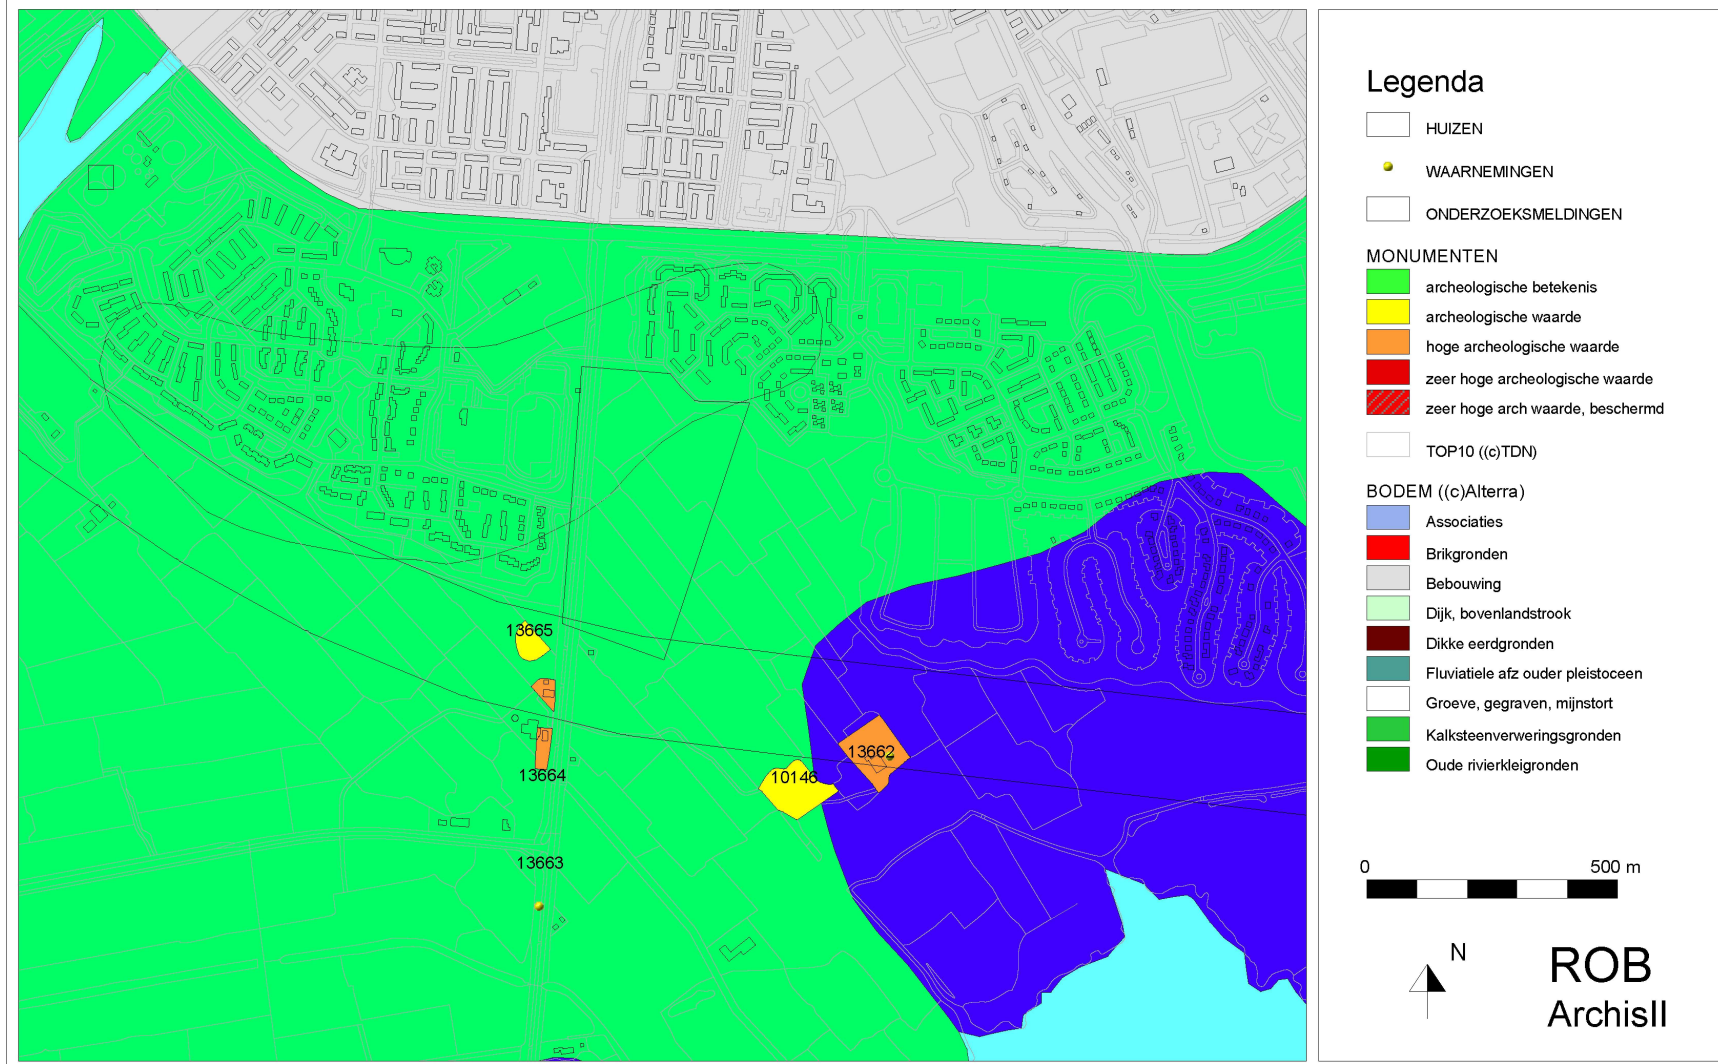 13665
13664
13663
10146
13662
Legenda
HUIZEN
WAARNEMINGEN
ONDERZOEKSMELDINGEN
MONUMENTEN
archeologische betekenis
archeologische waarde
hoge archeologische waarde
zeer hoge archeologische waarde
zeer hoge arch waarde, beschermd
TOP10 ((c)TDN)
BODEM ((c)Alterra)
Associaties
Brikgronden
Bebouwing
Dijk, bovenlandstrook
Dikke eerdgronden
Fluviatiele afz ouder pleistoceen
Groeve, gegraven, mijnstort
Kalksteenverweringsgronden
Oude rivierkleigronden
0 500 m
N
ROB
ArchisII